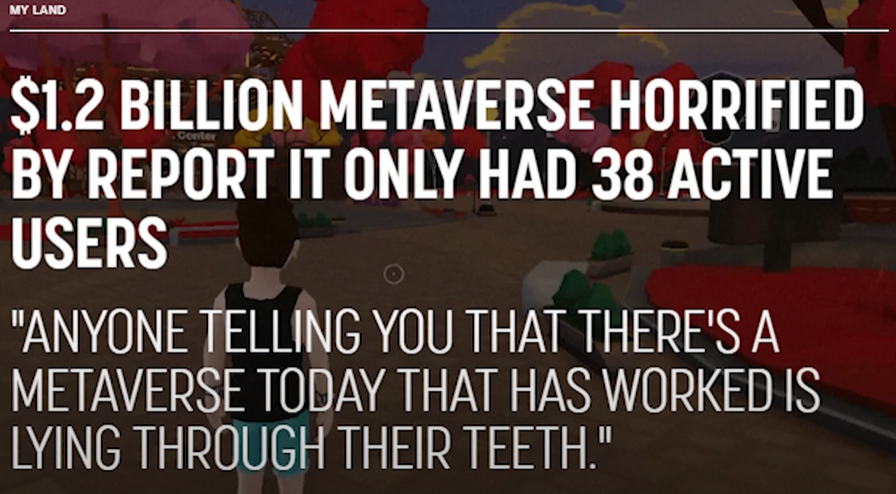 MY LAND
$1.2 BILLION METAVERSE HORRIFIED
BY REPORT IT ONLY HAD 38 ACTIVE
USERS
"ANYONE TELLING YOU THAT THERE'S A
METAVERSE TODAY THAT HAS WORKED IS
LYING THROUGH THEIR TEETH."
Center